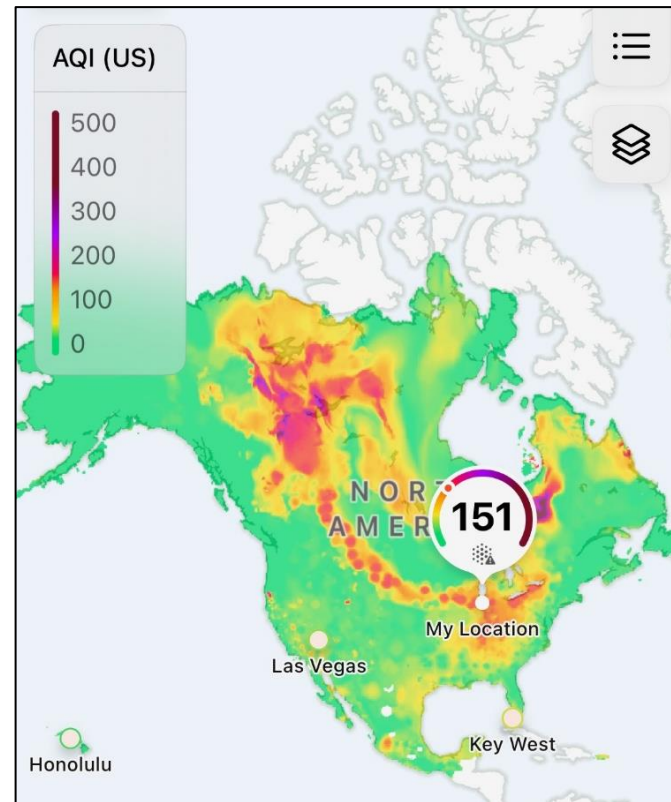 AQI (US)
500
400
300
200
100
0
NORT
AMER
151
My Location
Las Vegas
Key West
Honolulu